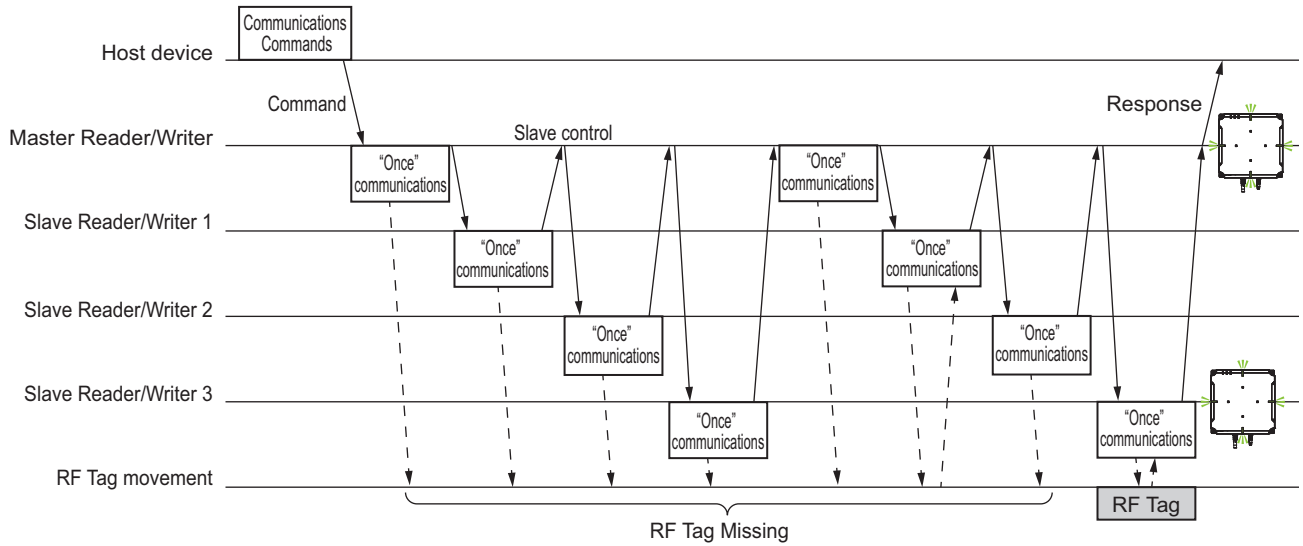 Communications
Commands
Host device
Command
Response
Master Reader/Writer
Slave control
“Once”
communications
“Once”
communications
Slave Reader/Writer 1
“Once”
communications
“Once”
communications
Slave Reader/Writer 2
“Once”
communications
“Once”
communications
Slave Reader/Writer 3
“Once”
communications
“Once”
communications
RF Tag movement
RF Tag
RF Tag Missing